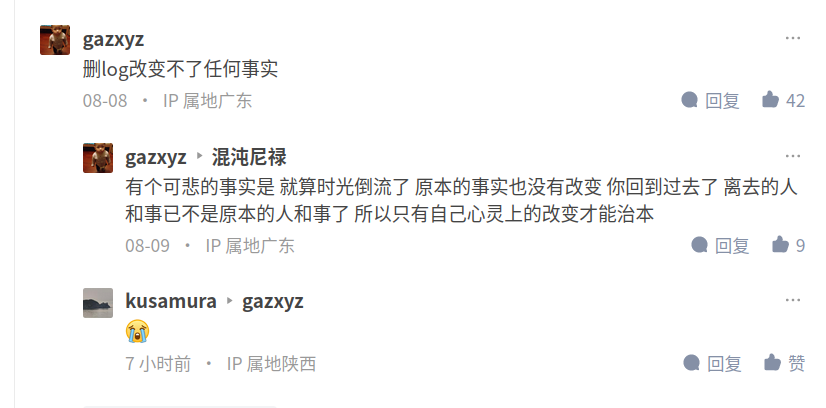 gazxyz
删log改变不了任何事实
08-08 · IP 属地广东 回复 42
gazxyz 混沌尼禄
有个可悲的事实是 就算时光倒流了 原本的事实也没有改变 你回到过去了 离去的人
和事已不是原本的人和事了 所以只有自己心灵上的改变才能治本
08-09 · IP 属地广东 回复 9
kusamura gazxyz
😭
7 小时前 · IP 属地陕西 回复 赞